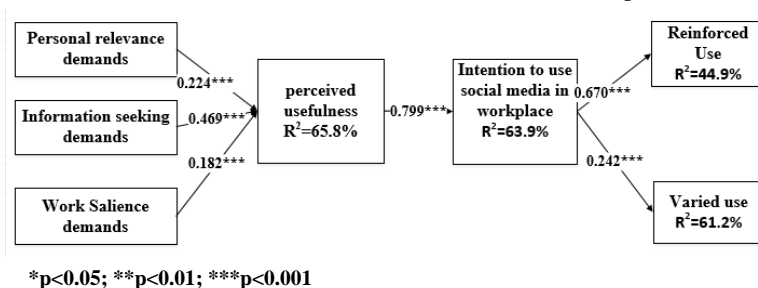 Personal relevance
demands
Information seeking
demands
Work Salience
demands
0.224***
0.469***
0.182***
perceived
usefulness
R²=65.8%
0.799***
Intention to use
social media in
workplace
R²=63.9%
0.670***
0.242***
Reinforced
Use
R²=44.9%
Varied use
R²=61.2%
*p<0.05; **p<0.01; ***p<0.001